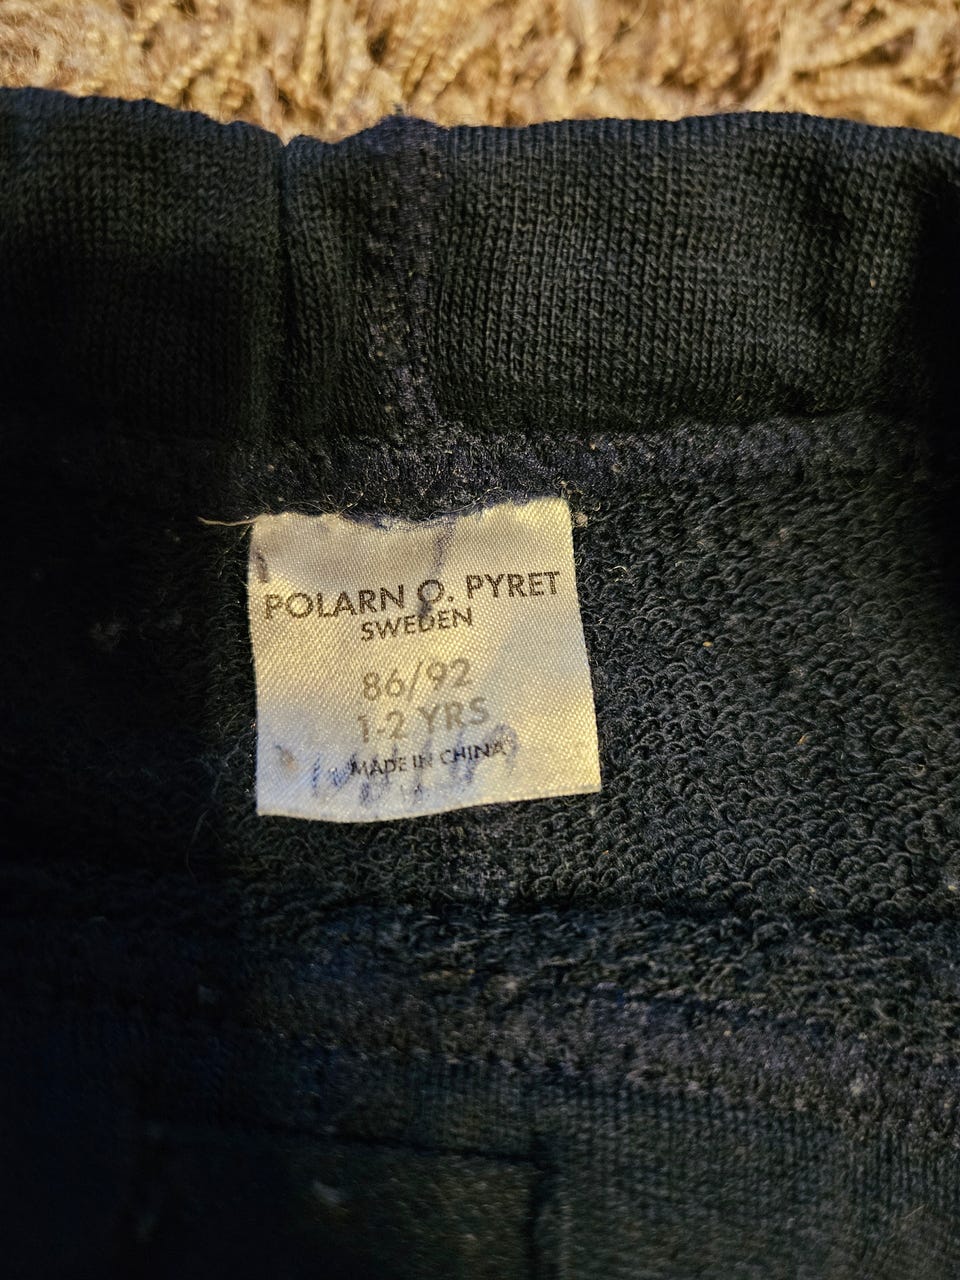 POLARN O. PYRET
SWEDEN
86/92
1-2 YRS
MADE IN CHINA